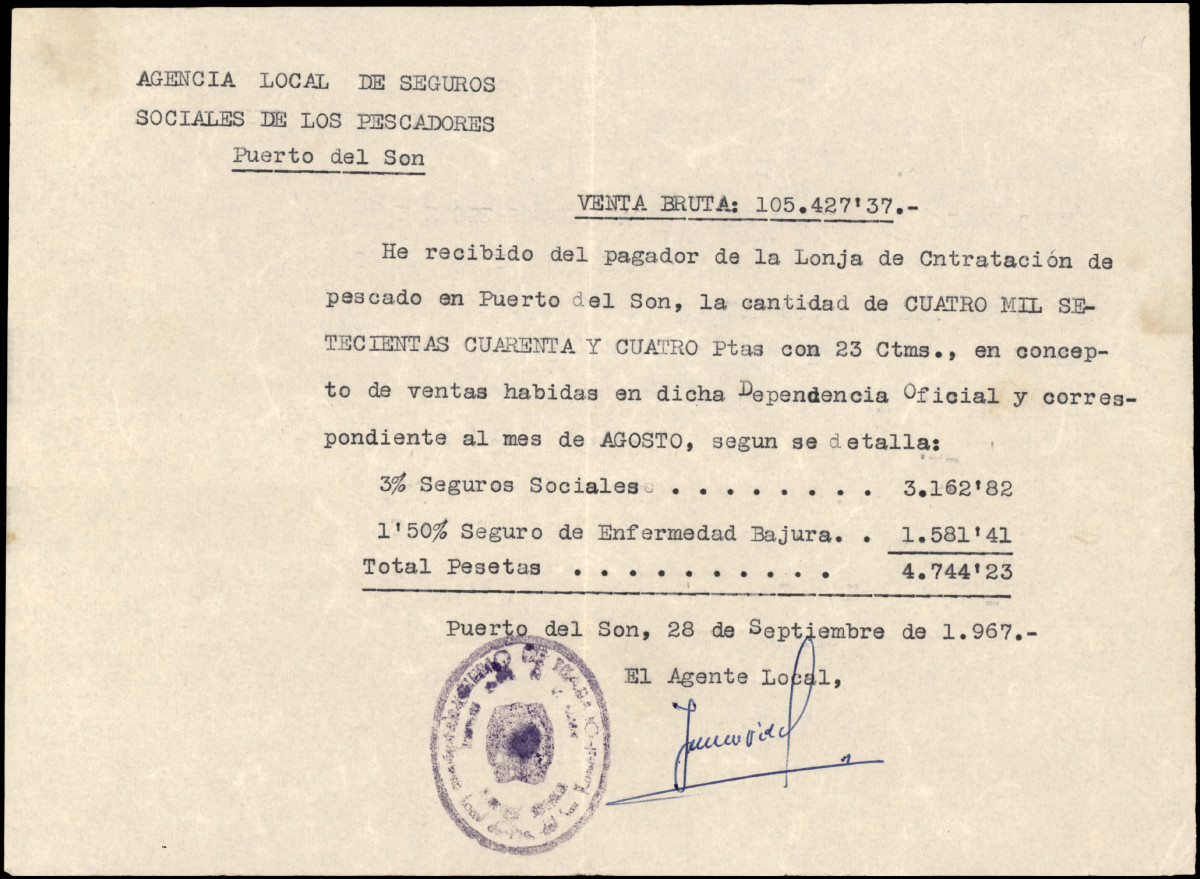 AGENCIA LOCAL DE SEGUROS
SOCIALES DE LOS PESCADORES
Puerto del Son
VENTA BRUTA: 105.427'37.-
He recibido del pagador de la Lonja de Cntratación de
pescado en Puerto del Son, la cantidad de CUATRO MIL SE-
TECIENTAS CUARENTA Y CUATRO Ptas con 23 Ctms., en concep-
to de ventas habidas en dicha Dependencia Oficial y corres-
pondiente al mes de AGOSTO, segun se detalla:
3% Seguros Sociales . . . . . . . . 3.162'82
1'50% Seguro de Enfermedad Bajura. . 1.581'41
Total Pesetas . . . . . . . . . . 4.744'23
Puerto del Son, 28 de Septiembre de 1.967.-
El Agente Local,